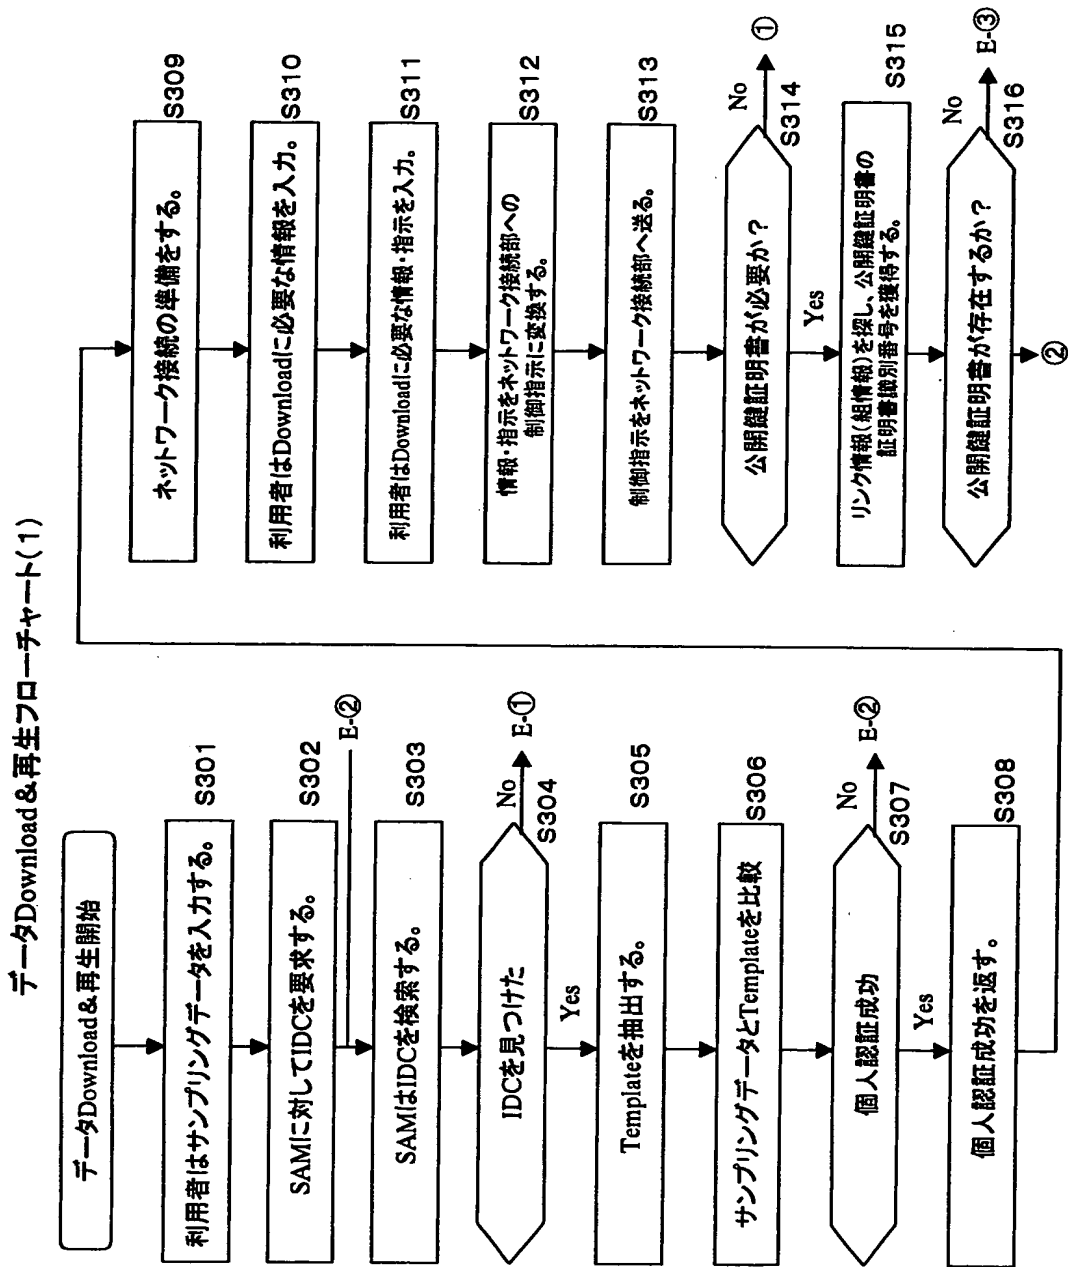 データDownload&再生フローチャート(1)
データDownload&再生開始
利用者はサンプリングデータを入力する。
S301
SAMに対してIDCを要求する。
S302
E-②
SAMはIDCを検索する。
S303
IDCを見つけた
No
E-①
S304
Yes
Templateを抽出する。
S305
サンプリングデータとTemplateを比較
S306
個人認証成功
No
E-②
S307
Yes
個人認証成功を返す。
S308
ネットワーク接続の準備をする。
S309
利用者はDownloadに必要な情報を入力。
S310
利用者はDownloadに必要な情報・指示を入力。
S311
情報・指示をネットワーク接続部への
制御指示に変換する。
S312
制御指示をネットワーク接続部へ送る。
S313
公開鍵証明書が必要か?
No
①
S314
Yes
リンク情報(組情報)を探し、公開鍵証明書の
証明書識別番号を獲得する。
S315
公開鍵証明書が存在するか?
No
E-③
S316
②